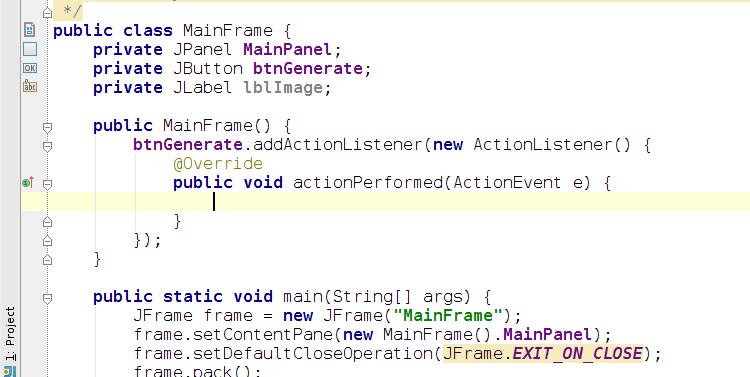 */
public class MainFrame {
    private JPanel MainPanel;
OK    private JButton btnGenerate;
abc    private JLabel lblImage;

    public MainFrame() {
        btnGenerate.addActionListener(new ActionListener() {
            @Override
            public void actionPerformed(ActionEvent e) {

            }
        });
    }

    public static void main(String[] args) {
        JFrame frame = new JFrame("MainFrame");
        frame.setContentPane(new MainFrame().MainPanel);
        frame.setDefaultCloseOperation(JFrame.EXIT_ON_CLOSE);
        frame.pack();
1: Project